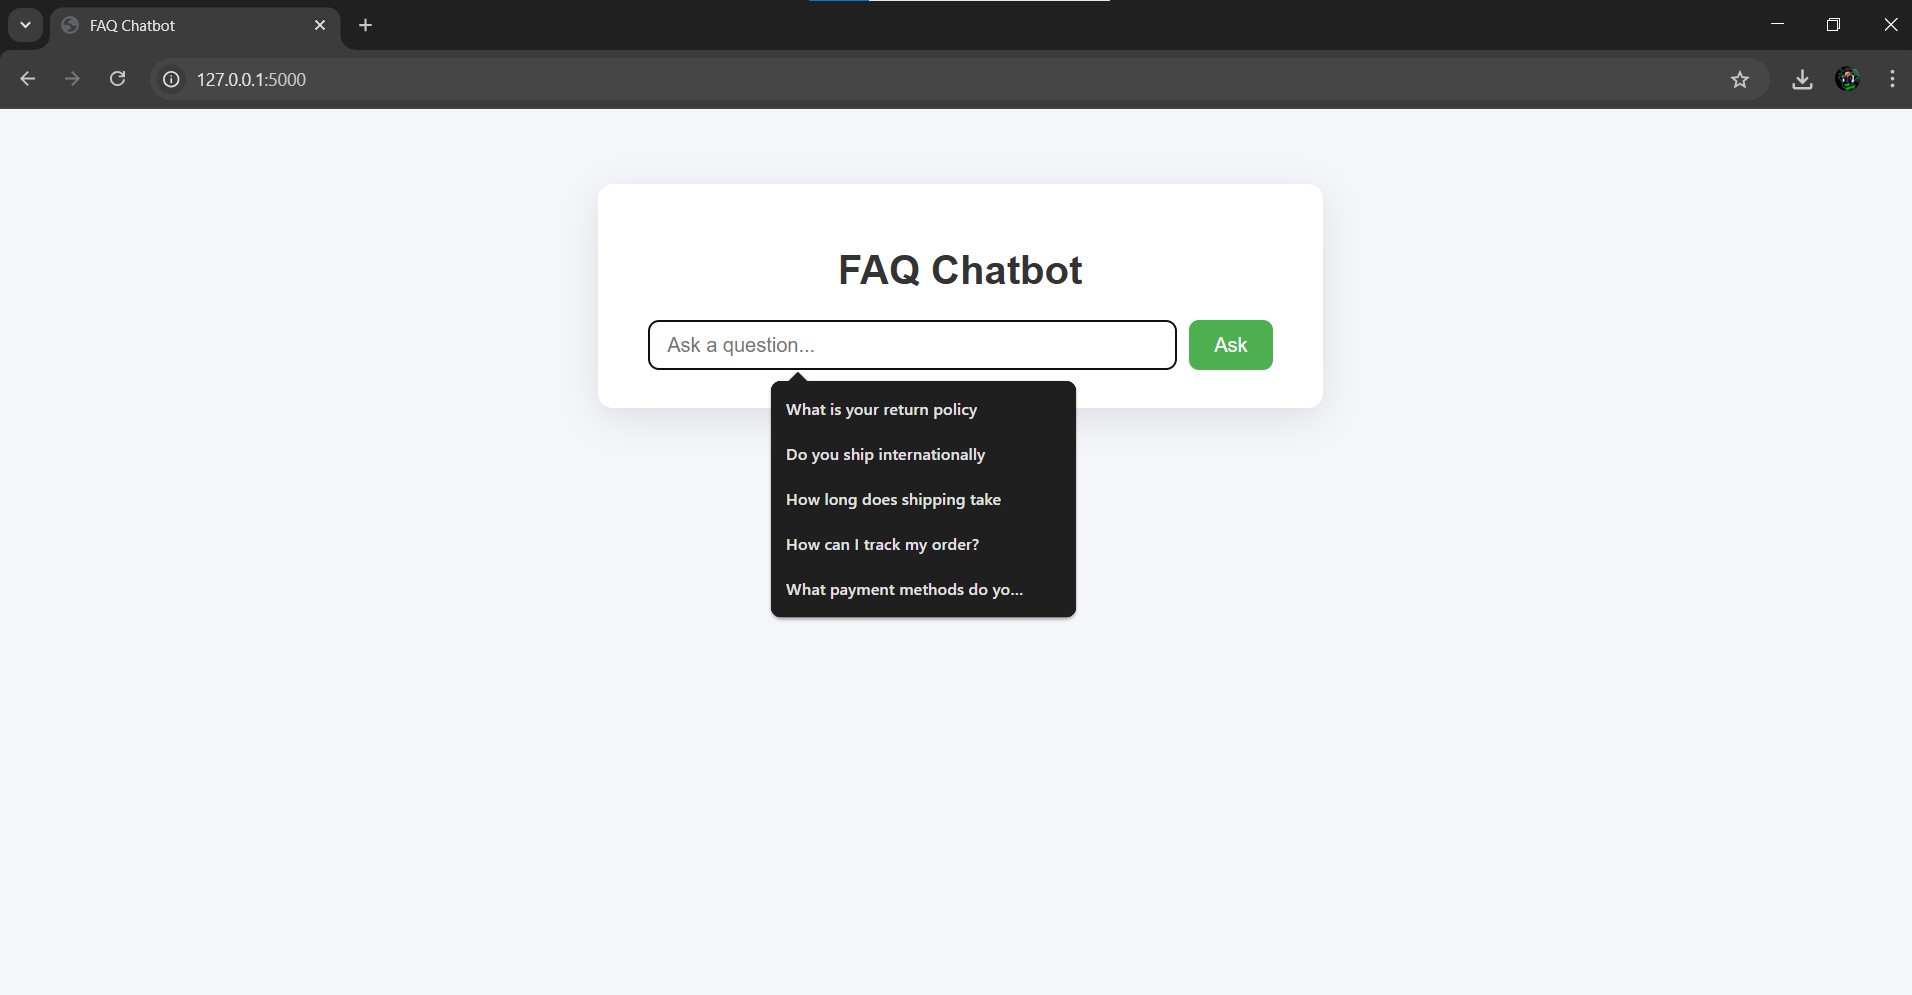 FAQ Chatbot
127.0.0.1:5000
FAQ Chatbot
Ask a question...
Ask
What is your return policy
Do you ship internationally
How long does shipping take
How can I track my order?
What payment methods do yo...